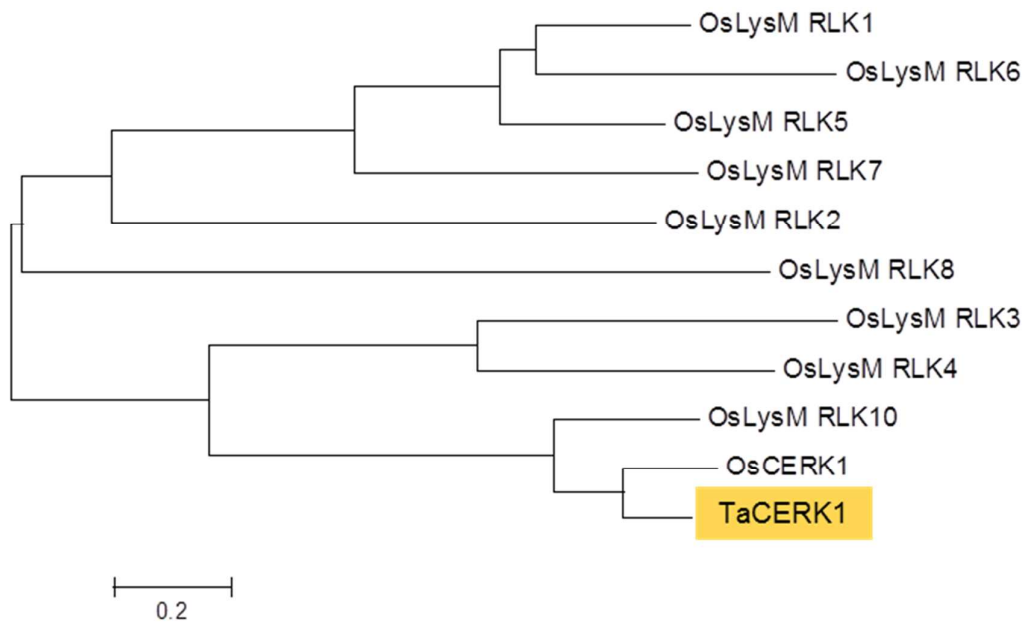 OsLysM RLK1
OsLysM RLK6
OsLysM RLK5
OsLysM RLK7
OsLysM RLK2
OsLysM RLK8
OsLysM RLK3
OsLysM RLK4
OsLysM RLK10
OsCERK1
TaCERK1
0.2